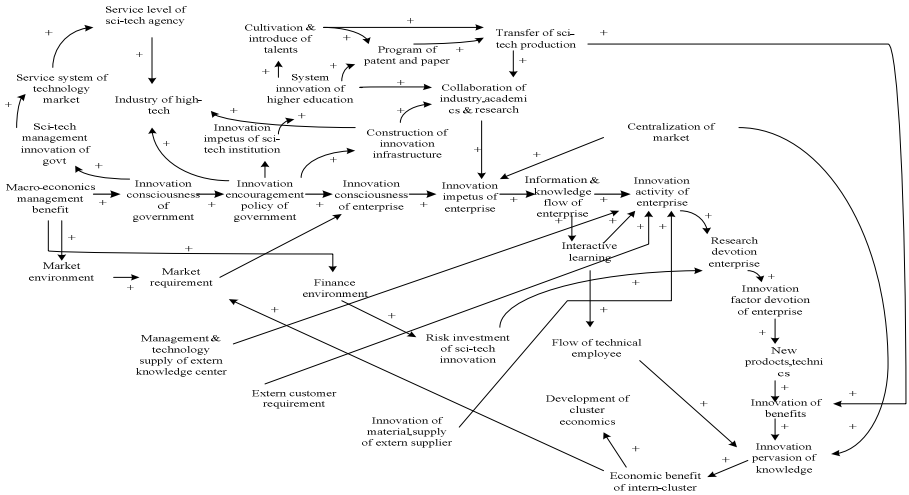 Service level of
sci-tech agency
Cultivation &
introduce of
talents
+
Transfer of sci-
tech production
+
+
+
+
Program of
patent and paper
+
+
+
+
Service system of
technology
market
System
innovation of
higher education
+
+
Collaboration of
industry,academi
cs & research
Industry of high-
tech
+
+
+
Sci-tech
management
innovation of
govt
Innovation
impetus of sci-
tech institution
Construction of
innovation
infrastructure
Centralization of
market
+
+
+
+
+
+
+
Macro-economics
management
benefit
Innovation
consciousness
of
government
Innovation
encouragement
policy of
government
Innovation
consciousness
of enterprise
Innovation
impetus of
enterprise
Information &
knowledge
flow of
enterprise
Innovation
activity of
enterprise
+
+
+
+
+
+
+
+
+
+
+
+
Interactive
learning
Research
devotion
enterprise
Market
environment
Market
requirement
+
Finance
environment
+
+
Innovation
factor devotion
of enterprise
+
+
+
+
Management &
technology
supply of extern
knowledge center
Risk investment
of sci-tech
innovation
Flow of technical
employee
New
products,techni
cs
+
Extern customer
requirement
Development of
cluster
economics
+
+
Innovation of
benefits
Innovation of
material,supply
of extern supplier
+
+
Innovation
pervasion of
knowledge
+
+
Economic benefit
of intern-cluster